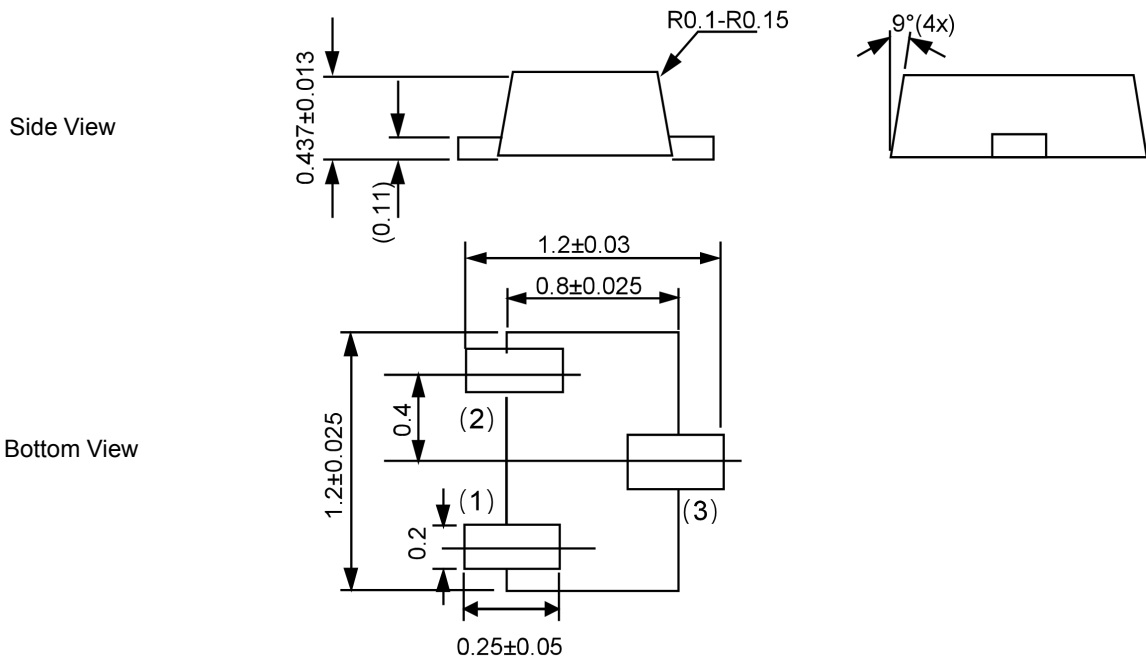 R0.1-R0.15
9°(4x)
0.437±0.013
Side View
(0.11)
1.2±0.03
0.8±0.025
(2)
0.4
1.2±0.025
Bottom View
(1)
(3)
0.2
0.25±0.05